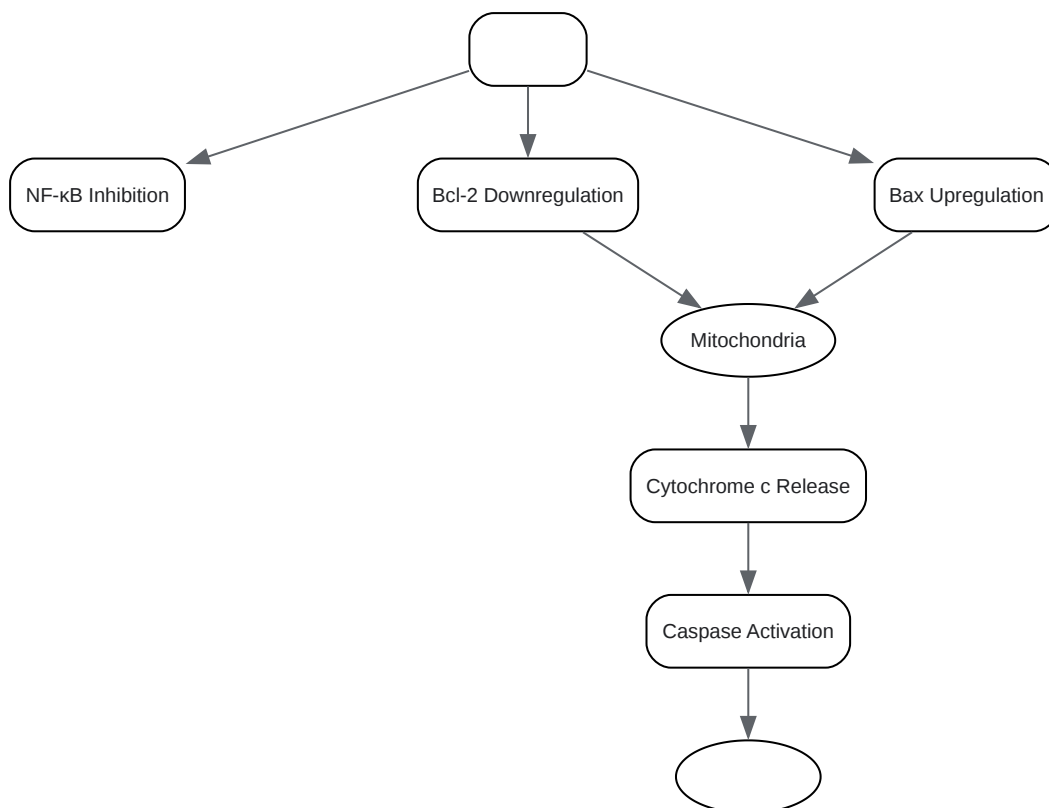 NF-κB Inhibition
Bcl-2 Downregulation
Bax Upregulation
Mitochondria
Cytochrome c Release
Caspase Activation